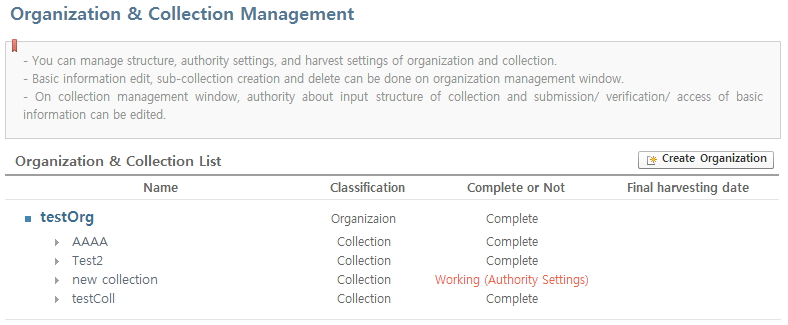 Organization & Collection Management
- You can manage structure, authority settings, and harvest settings of organization and collection.
- Basic information edit, sub-collection creation and delete can be done on organization management window.
- On collection management window, authority about input structure of collection and submission/ verification/ access of basic
information can be edited.
Organization & Collection List Create Organization
Name Classification Complete or Not Final harvesting date
testOrg Organizaion Complete
AAAA Collection Complete
Test2 Collection Complete
new collection Collection Working (Authority Settings)
testColl Collection Complete